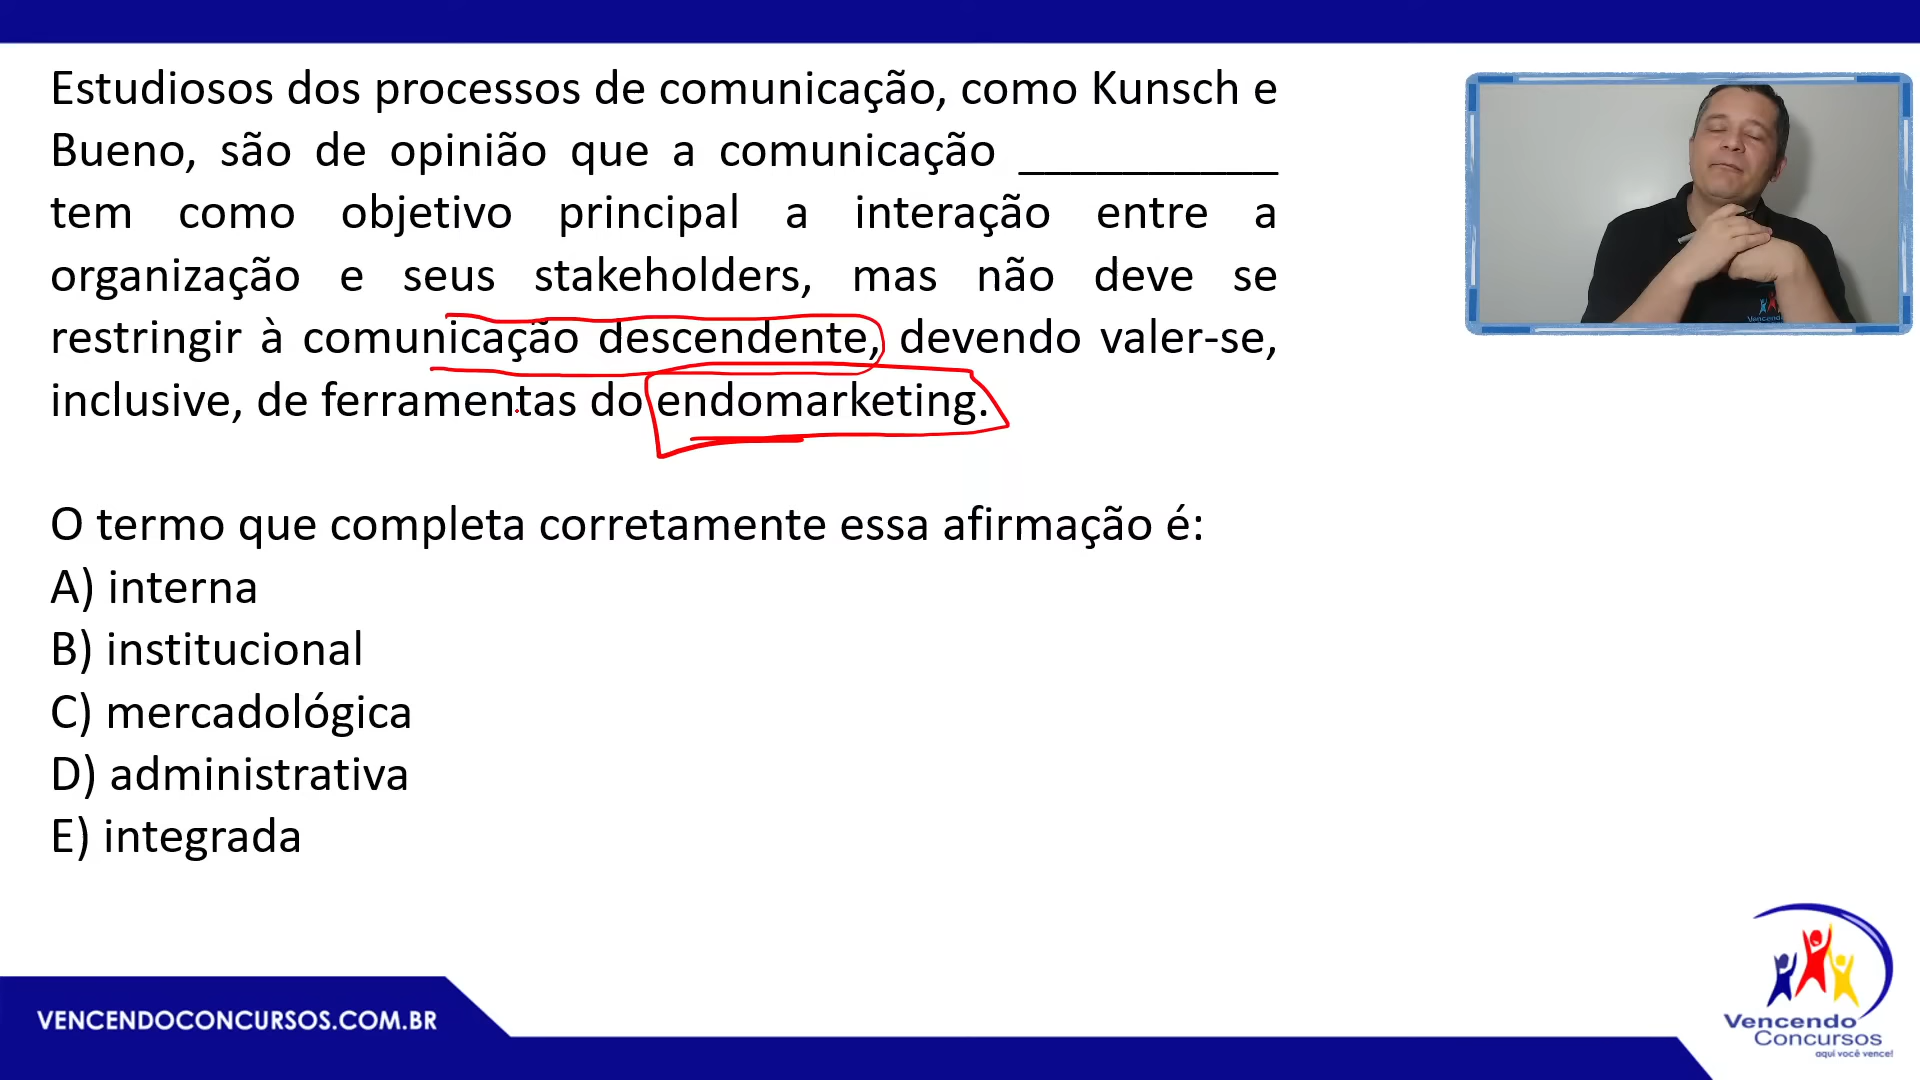 Estudiosos dos processos de comunicação, como Kunsch e
Bueno, são de opinião que a comunicação __________
tem como objetivo principal a interação entre a
organização e seus stakeholders, mas não deve se
restringir à comunicação descendente, devendo valer-se,
inclusive, de ferramentas do endomarketing.
O termo que completa corretamente essa afirmação é:
A) interna
B) institucional
C) mercadológica
D) administrativa
E) integrada
VENCENDOCONCURSOS.COM.BR
Vencendo
Concursos
aqui você vence!